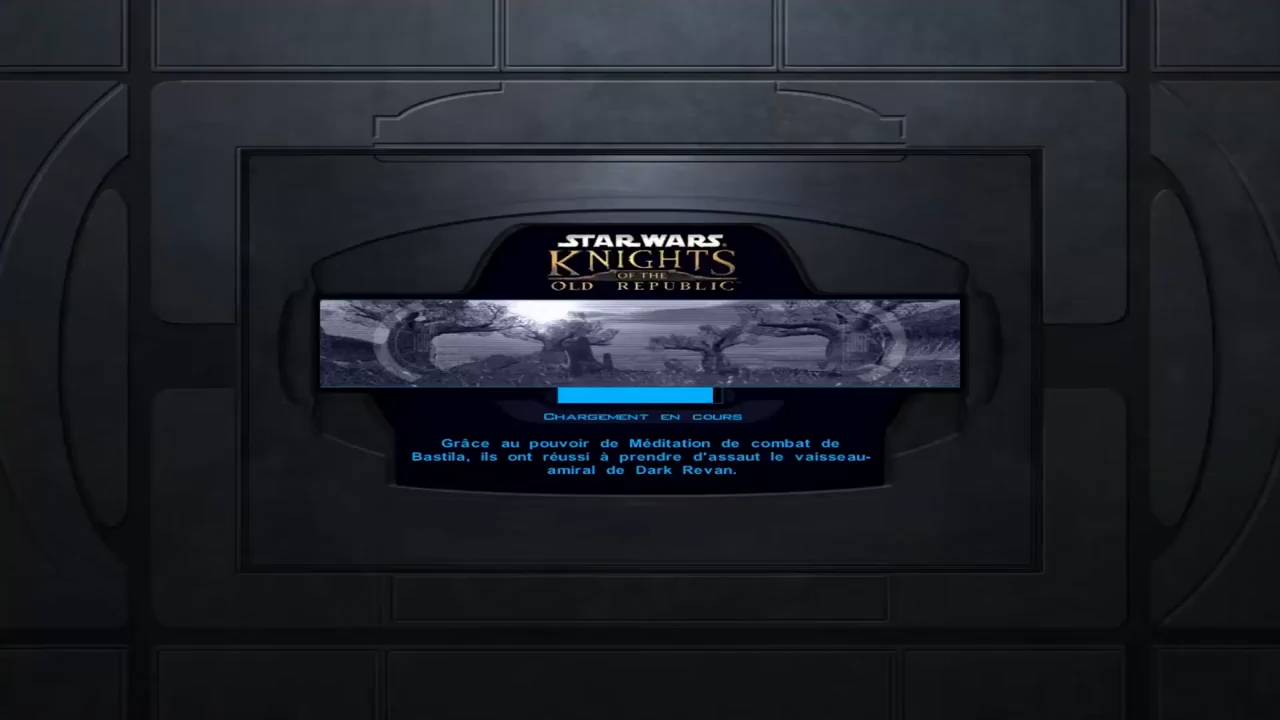 STAR WARS
KNIGHTS
OF THE
OLD REPUBLIC
CHARGEMENT EN COURS
Grâce au pouvoir de Méditation de combat de
Bastila, ils ont réussi à prendre d'assaut le vaisseau-
amiral de Dark Revan.